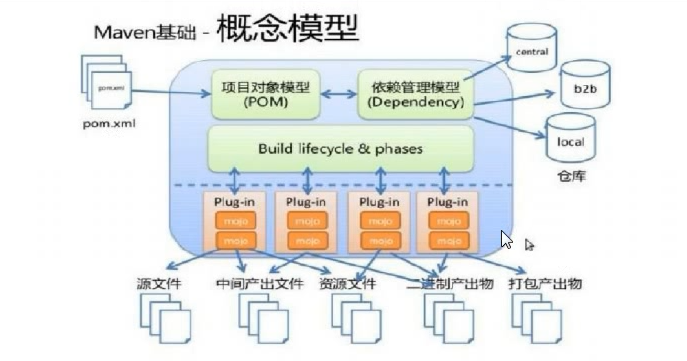 Maven基础 - 概念模型
pom.xml
pom.xml
项目对象模型
(POM)
依赖管理模型
(Dependency)
central
b2b
local
仓库
Build lifecycle & phases
Plug-in
mojo
mojo
Plug-in
mojo
mojo
Plug-in
mojo
mojo
Plug-in
mojo
mojo
源文件
中间产出文件
资源文件
二进制产出物
打包产出物